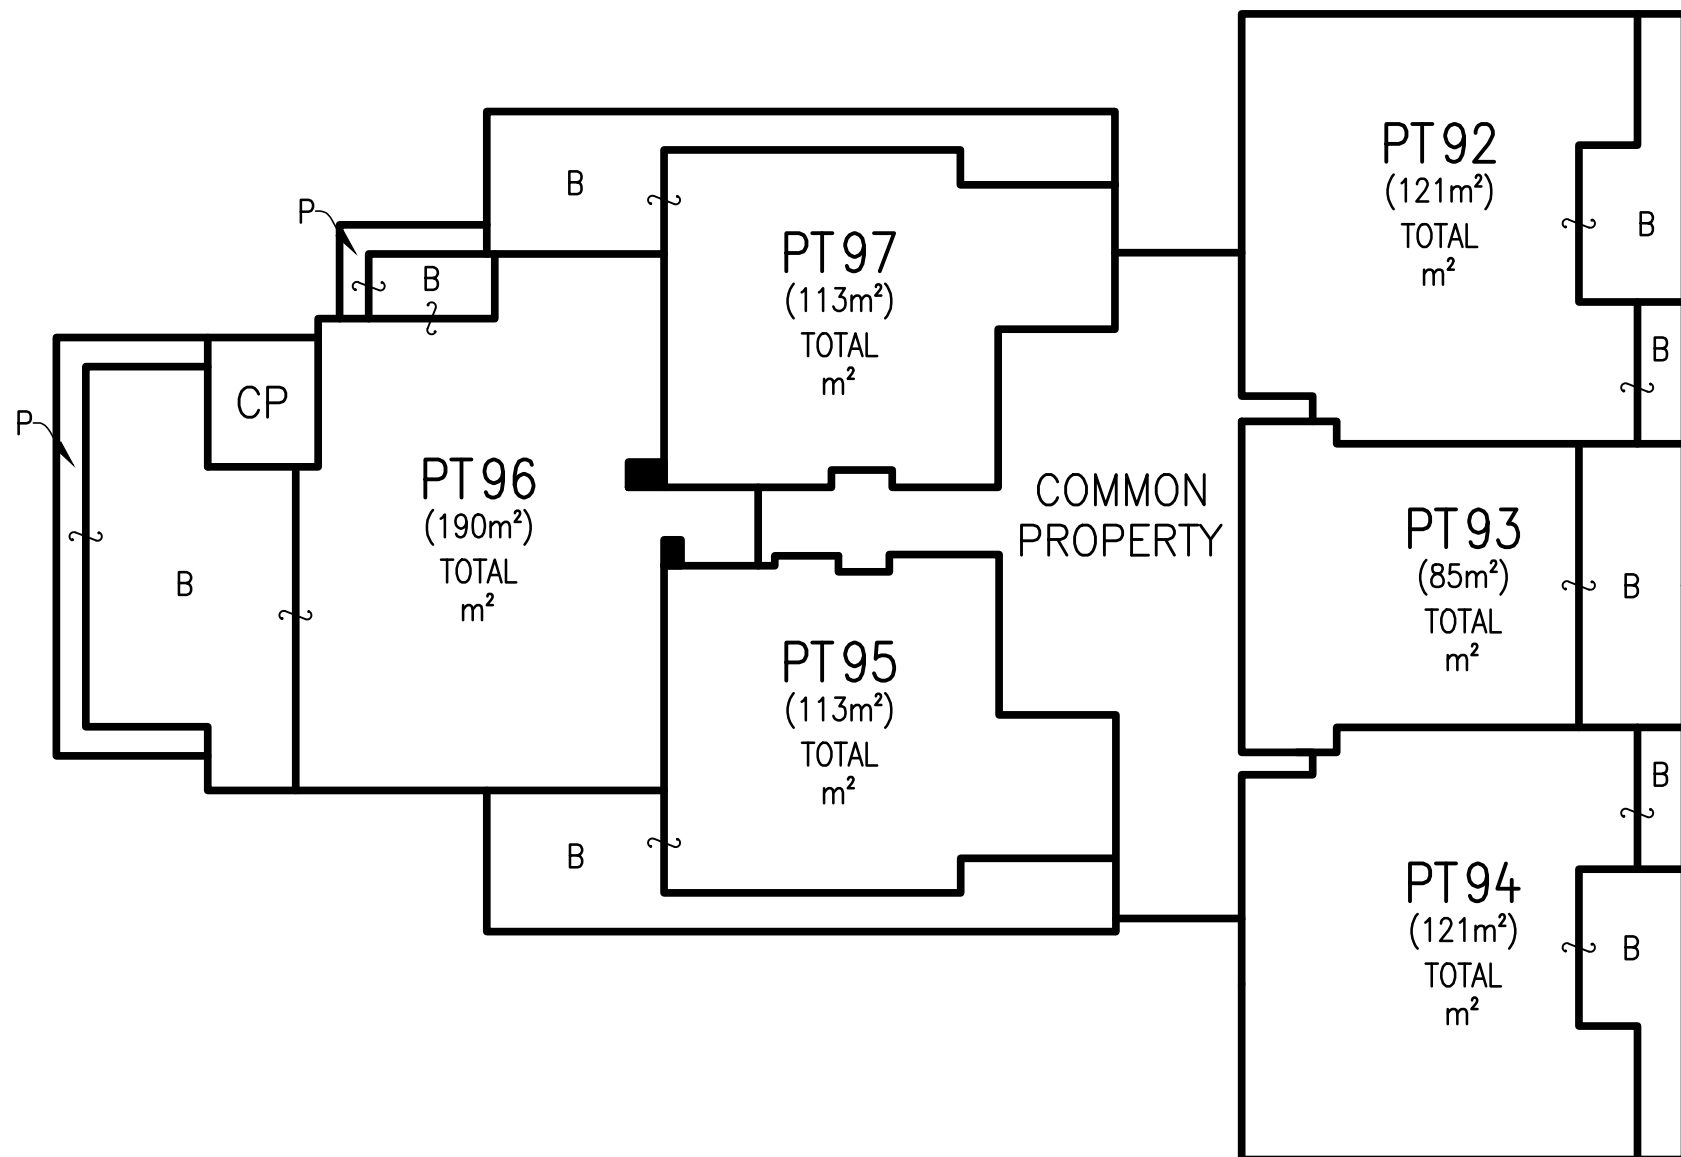 PT92
(121m²)
TOTAL
m²
B
B
B
PT97
(113m²)
TOTAL
m²
P
B
CP
P
PT96
(190m²)
TOTAL
m²
B
COMMON
PROPERTY
PT93
(85m²)
TOTAL
m²
B
PT95
(113m²)
TOTAL
m²
B
B
PT94
(121m²)
TOTAL
m²
B